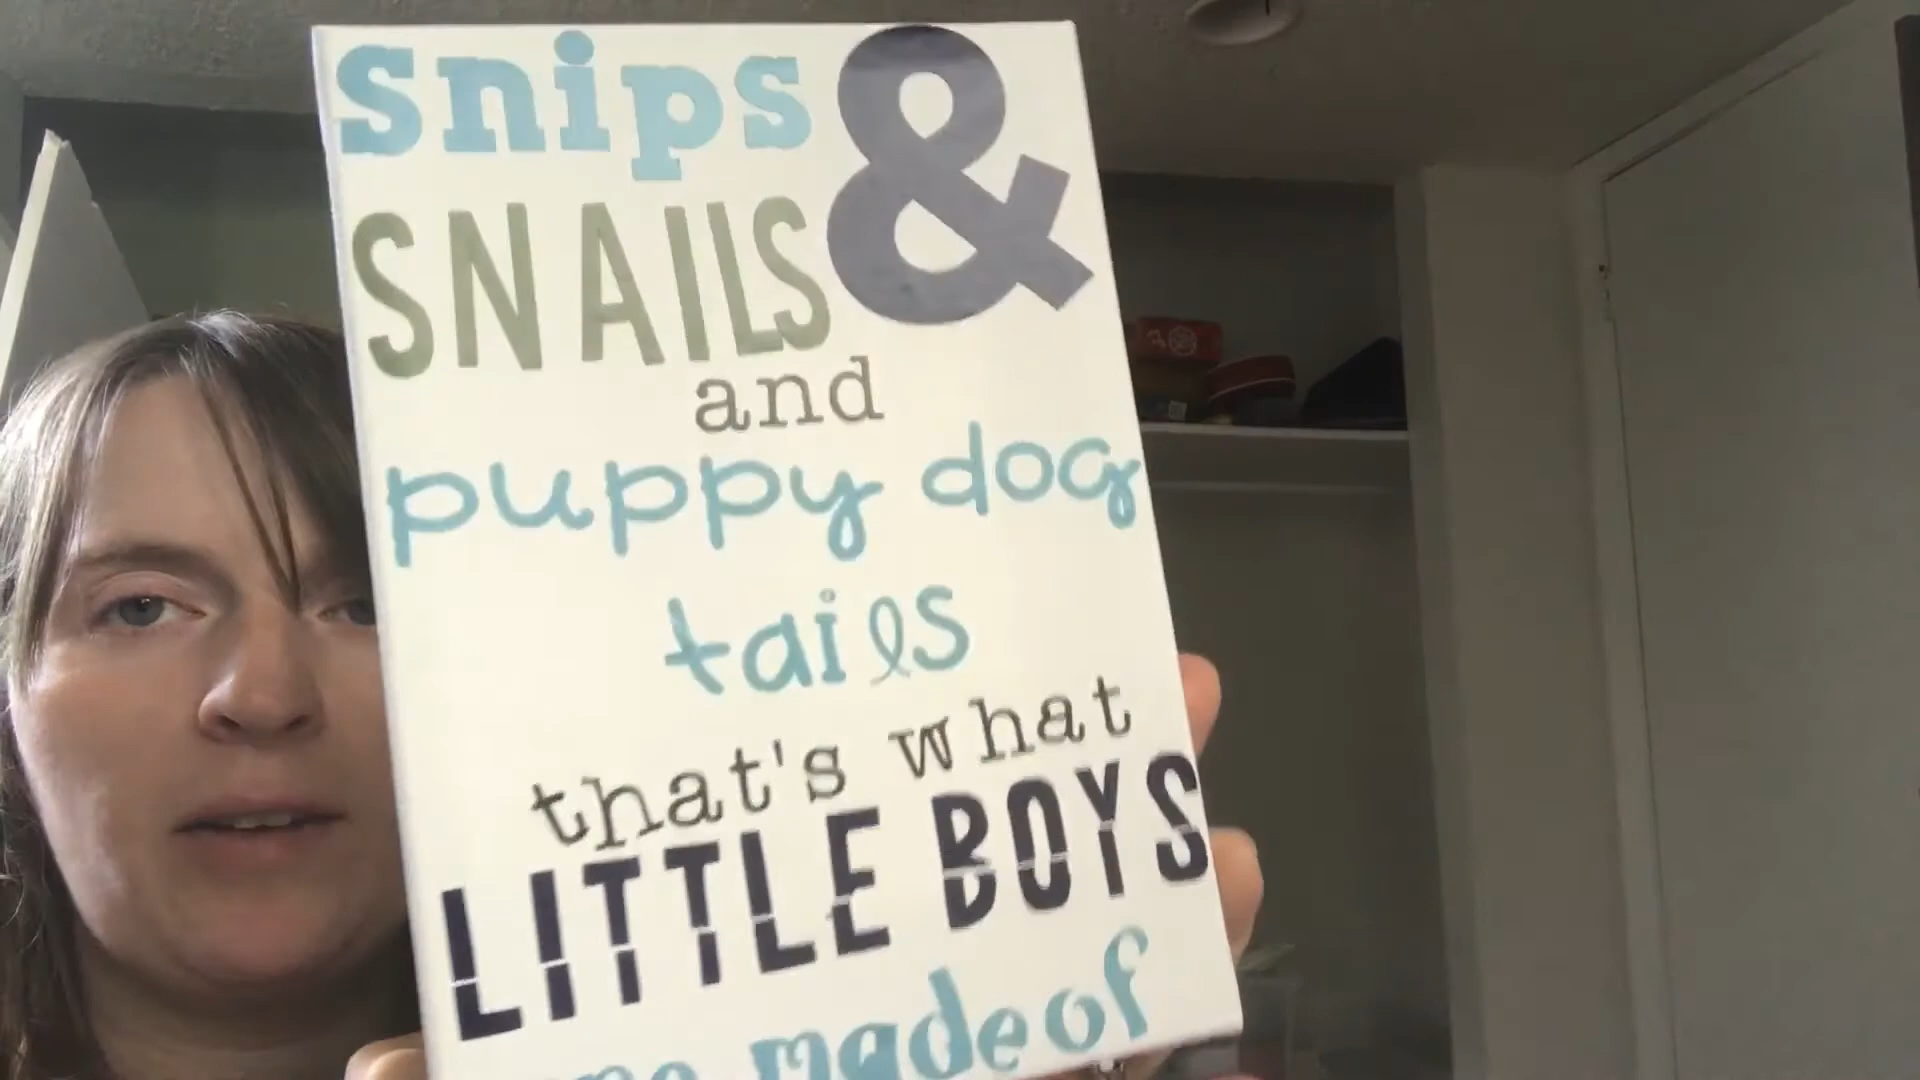 snips &
SNAILS
and
puppy dog
tails
that's what
LITTLE BOYS
made of